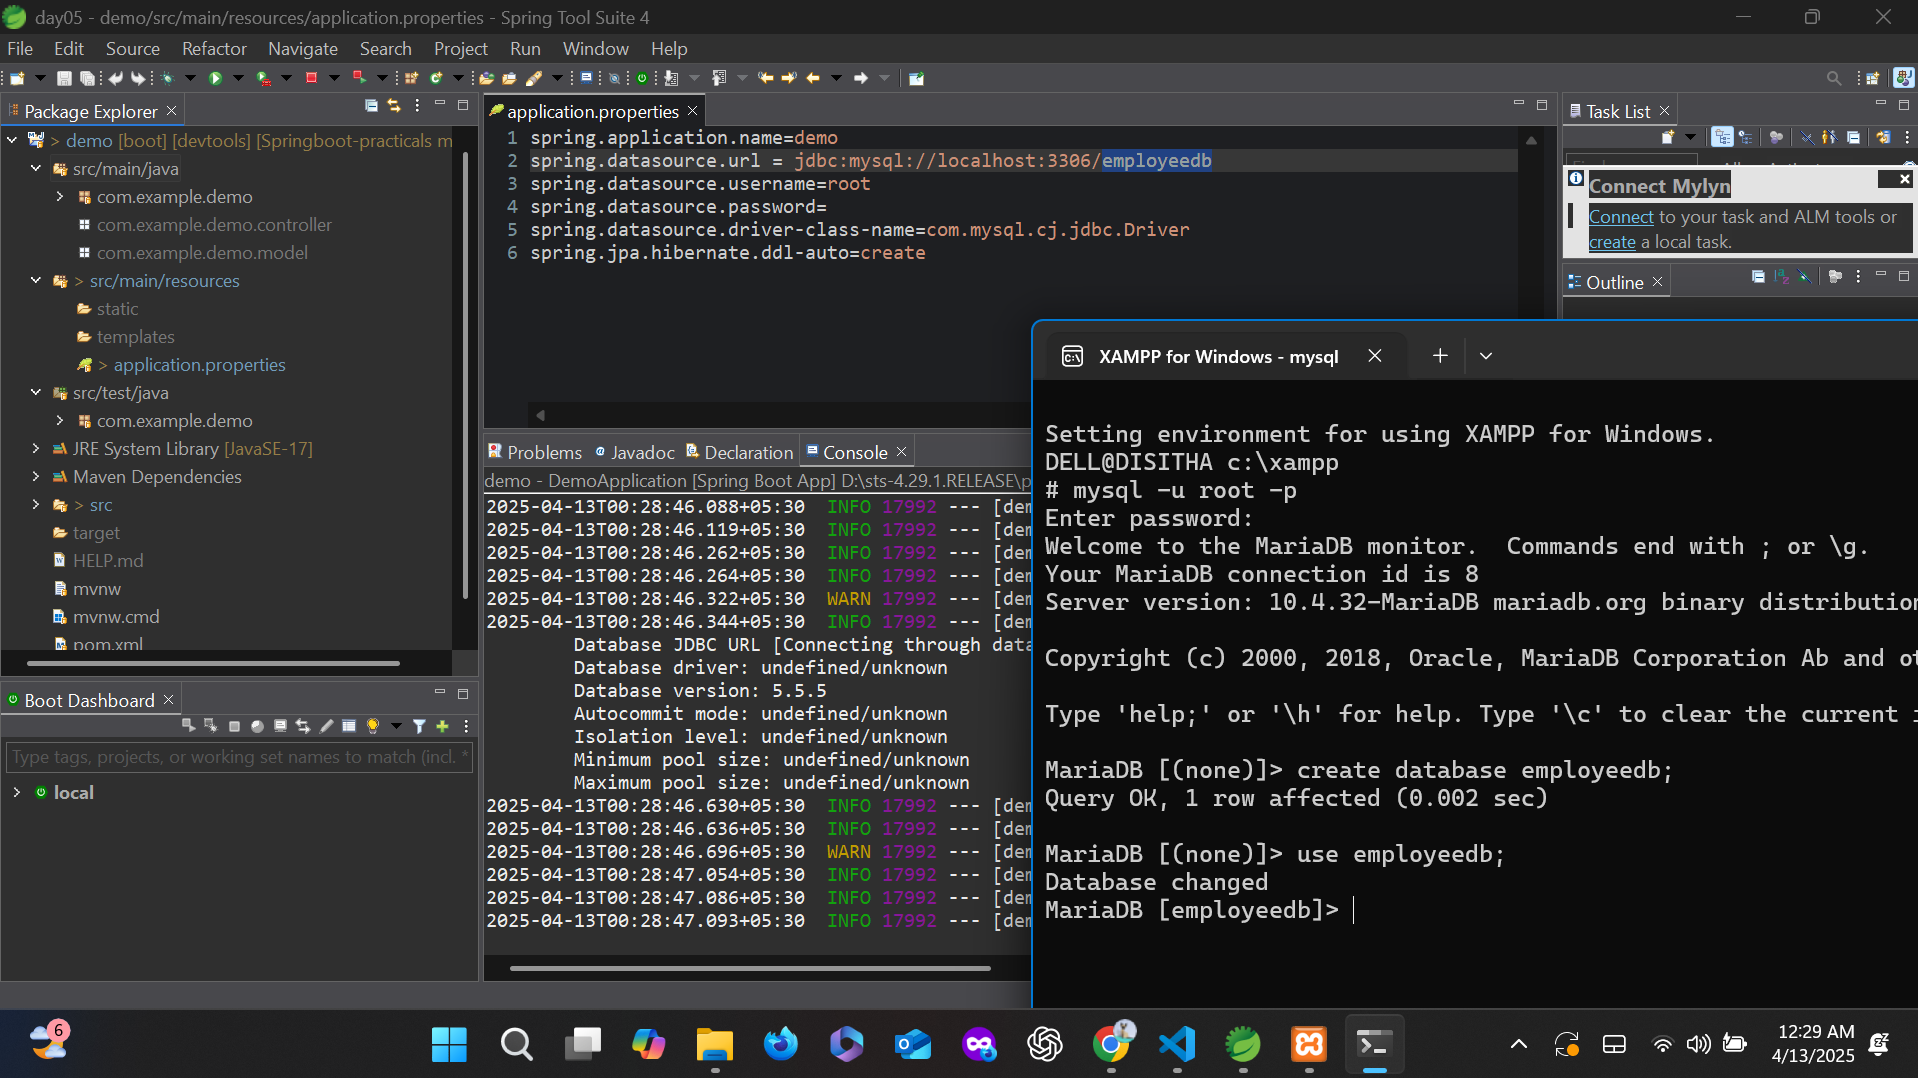 day05 - demo/src/main/resources/application.properties - Spring Tool Suite 4
File Edit Source Refactor Navigate Search Project Run Window Help
Package Explorer
> demo [boot] [devtools] [Springboot-practicals m
src/main/java
com.example.demo
com.example.demo.controller
com.example.demo.model
> src/main/resources
static
templates
> application.properties
src/test/java
com.example.demo
JRE System Library [JavaSE-17]
Maven Dependencies
> src
target
HELP.md
mvnw
mvnw.cmd
pom.xml
Boot Dashboard
Type tags, projects, or working set names to match (incl. *
local
application.properties
1 spring.application.name=demo
2 spring.datasource.url = jdbc:mysql://localhost:3306/employeedb
3 spring.datasource.username=root
4 spring.datasource.password=
5 spring.datasource.driver-class-name=com.mysql.cj.jdbc.Driver
6 spring.jpa.hibernate.ddl-auto=create
Problems Javadoc Declaration Console
demo - DemoApplication [Spring Boot App] D:\sts-4.29.1.RELEASE\p
2025-04-13T00:28:46.088+05:30 INFO 17992 --- [dem
2025-04-13T00:28:46.119+05:30 INFO 17992 --- [dem
2025-04-13T00:28:46.262+05:30 INFO 17992 --- [dem
2025-04-13T00:28:46.264+05:30 INFO 17992 --- [dem
2025-04-13T00:28:46.322+05:30 WARN 17992 --- [dem
2025-04-13T00:28:46.344+05:30 INFO 17992 --- [dem
Database JDBC URL [Connecting through data
Database driver: undefined/unknown
Database version: 5.5.5
Autocommit mode: undefined/unknown
Isolation level: undefined/unknown
Minimum pool size: undefined/unknown
Maximum pool size: undefined/unknown
2025-04-13T00:28:46.630+05:30 INFO 17992 --- [dem
2025-04-13T00:28:46.636+05:30 INFO 17992 --- [dem
2025-04-13T00:28:46.696+05:30 WARN 17992 --- [dem
2025-04-13T00:28:47.054+05:30 INFO 17992 --- [dem
2025-04-13T00:28:47.086+05:30 INFO 17992 --- [dem
2025-04-13T00:28:47.093+05:30 INFO 17992 --- [dem
Task List
Connect Mylyn
Connect to your task and ALM tools or
create a local task.
Outline
XAMPP for Windows - mysql
Setting environment for using XAMPP for Windows.
DELL@DISITHA c:\xampp
# mysql -u root -p
Enter password:
Welcome to the MariaDB monitor.  Commands end with ; or \g.
Your MariaDB connection id is 8
Server version: 10.4.32-MariaDB mariadb.org binary distribution
Copyright (c) 2000, 2018, Oracle, MariaDB Corporation Ab and ot
Type 'help;' or '\h' for help. Type '\c' to clear the current i
MariaDB [(none)]> create database employeedb;
Query OK, 1 row affected (0.002 sec)
MariaDB [(none)]> use employeedb;
Database changed
MariaDB [employeedb]>
6
12:29 AM
4/13/2025